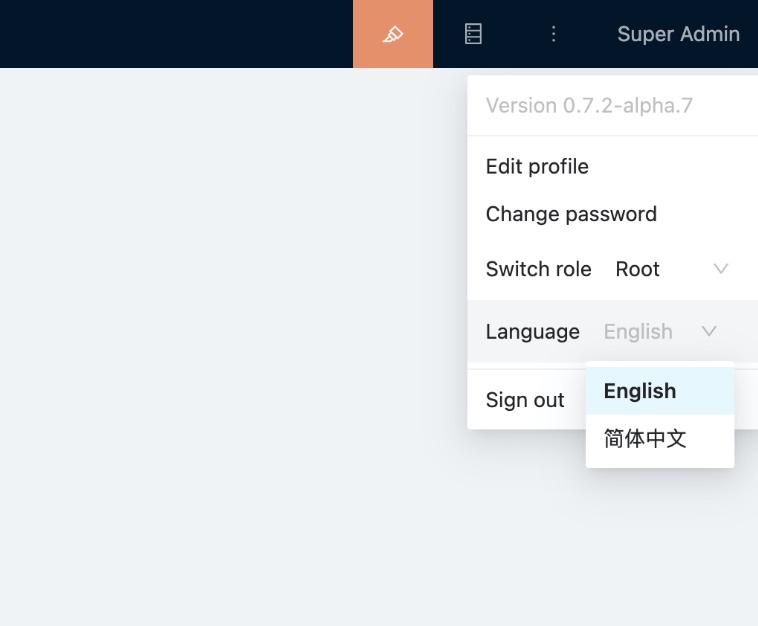 Super Admin
Version 0.7.2-alpha.7
Edit profile
Change password
Switch role Root
Language English
English
Sign out
简体中文